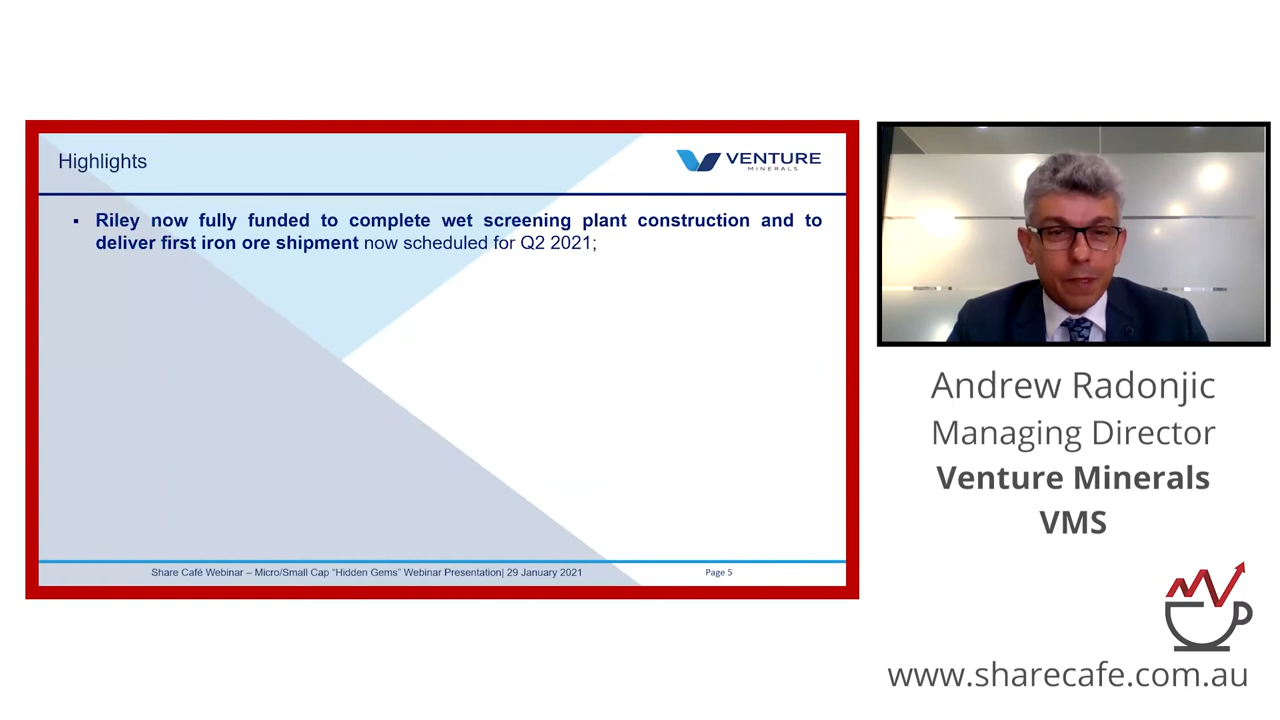 Highlights
VENTURE
MINERALS
▪ Riley now fully funded to complete wet screening plant construction and to
deliver first iron ore shipment now scheduled for Q2 2021;
Share Café Webinar – Micro/Small Cap "Hidden Gems" Webinar Presentation| 29 January 2021
Page 5
Andrew Radonjic
Managing Director
Venture Minerals
VMS
www.sharecafe.com.au